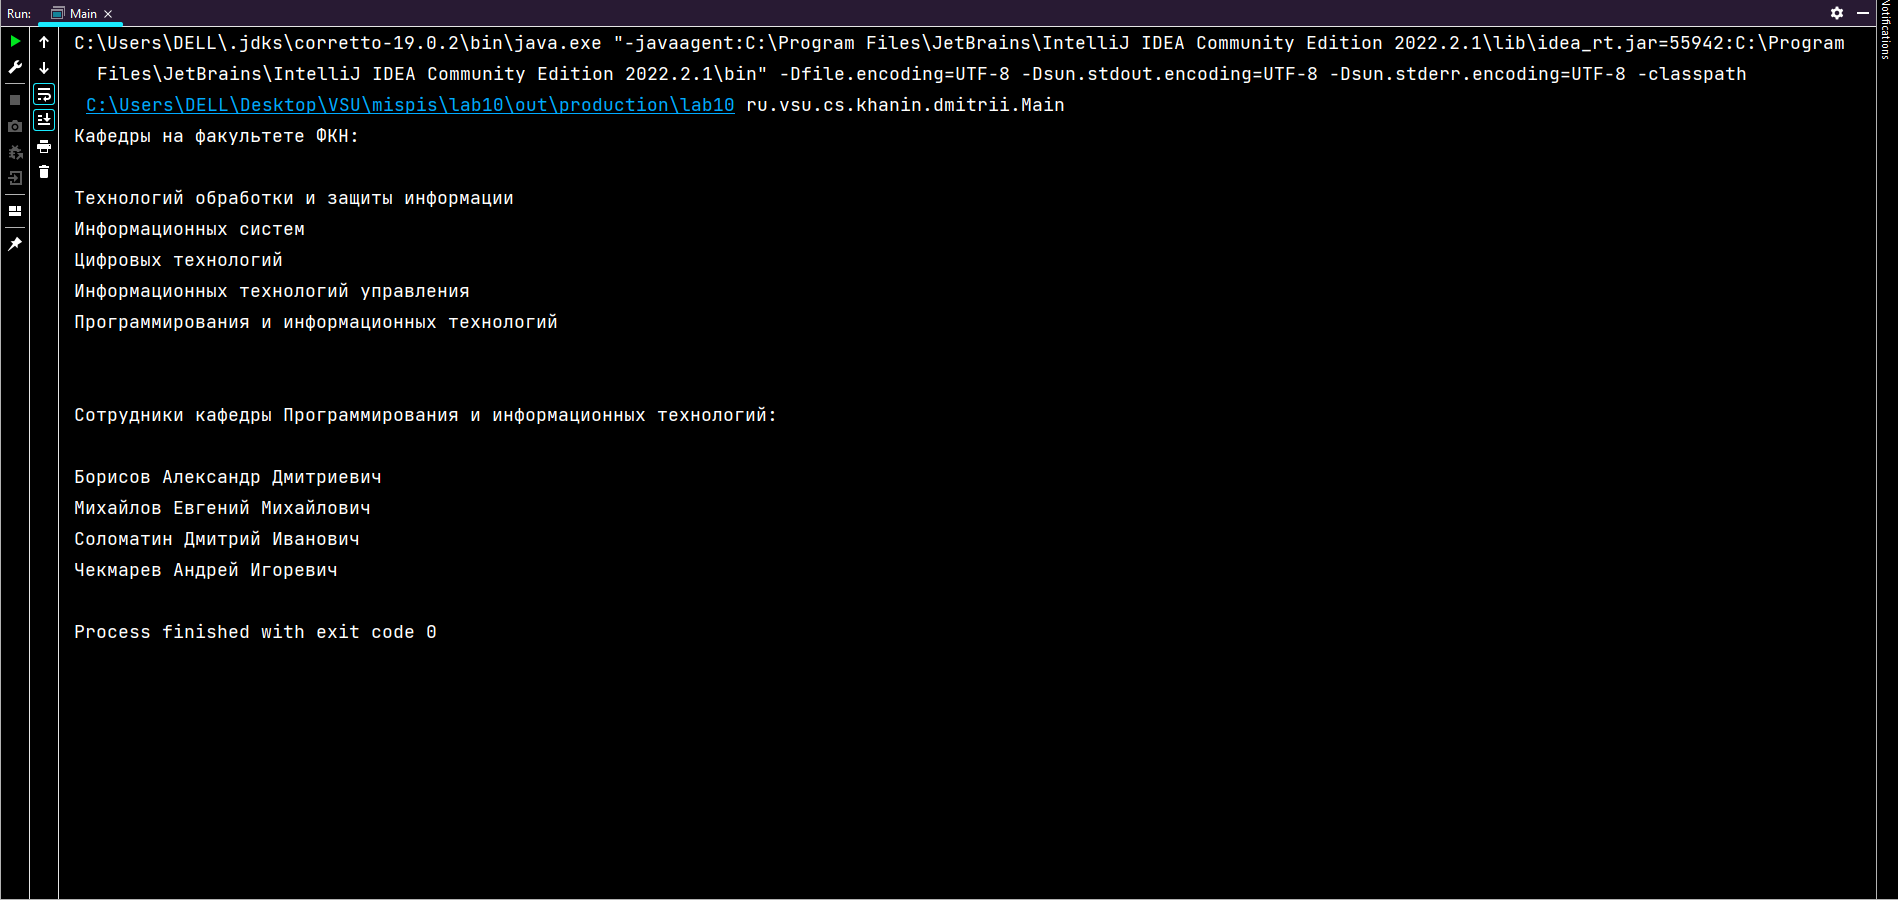 Run: Main
Notifications
C:\Users\DELL\.jdks\corretto-19.0.2\bin\java.exe "-javaagent:C:\Program Files\JetBrains\IntelliJ IDEA Community Edition 2022.2.1\lib\idea_rt.jar=55942:C:\Program
Files\JetBrains\IntelliJ IDEA Community Edition 2022.2.1\bin" -Dfile.encoding=UTF-8 -Dsun.stdout.encoding=UTF-8 -Dsun.stderr.encoding=UTF-8 -classpath
C:\Users\DELL\Desktop\VSU\mispis\lab10\out\production\lab10 ru.vsu.cs.khanin.dmitrii.Main
Кафедры на факультете ФКН:
Технологий обработки и защиты информации
Информационных систем
Цифровых технологий
Информационных технологий управления
Программирования и информационных технологий
Сотрудники кафедры Программирования и информационных технологий:
Борисов Александр Дмитриевич
Михайлов Евгений Михайлович
Соломатин Дмитрий Иванович
Чекмарев Андрей Игоревич
Process finished with exit code 0